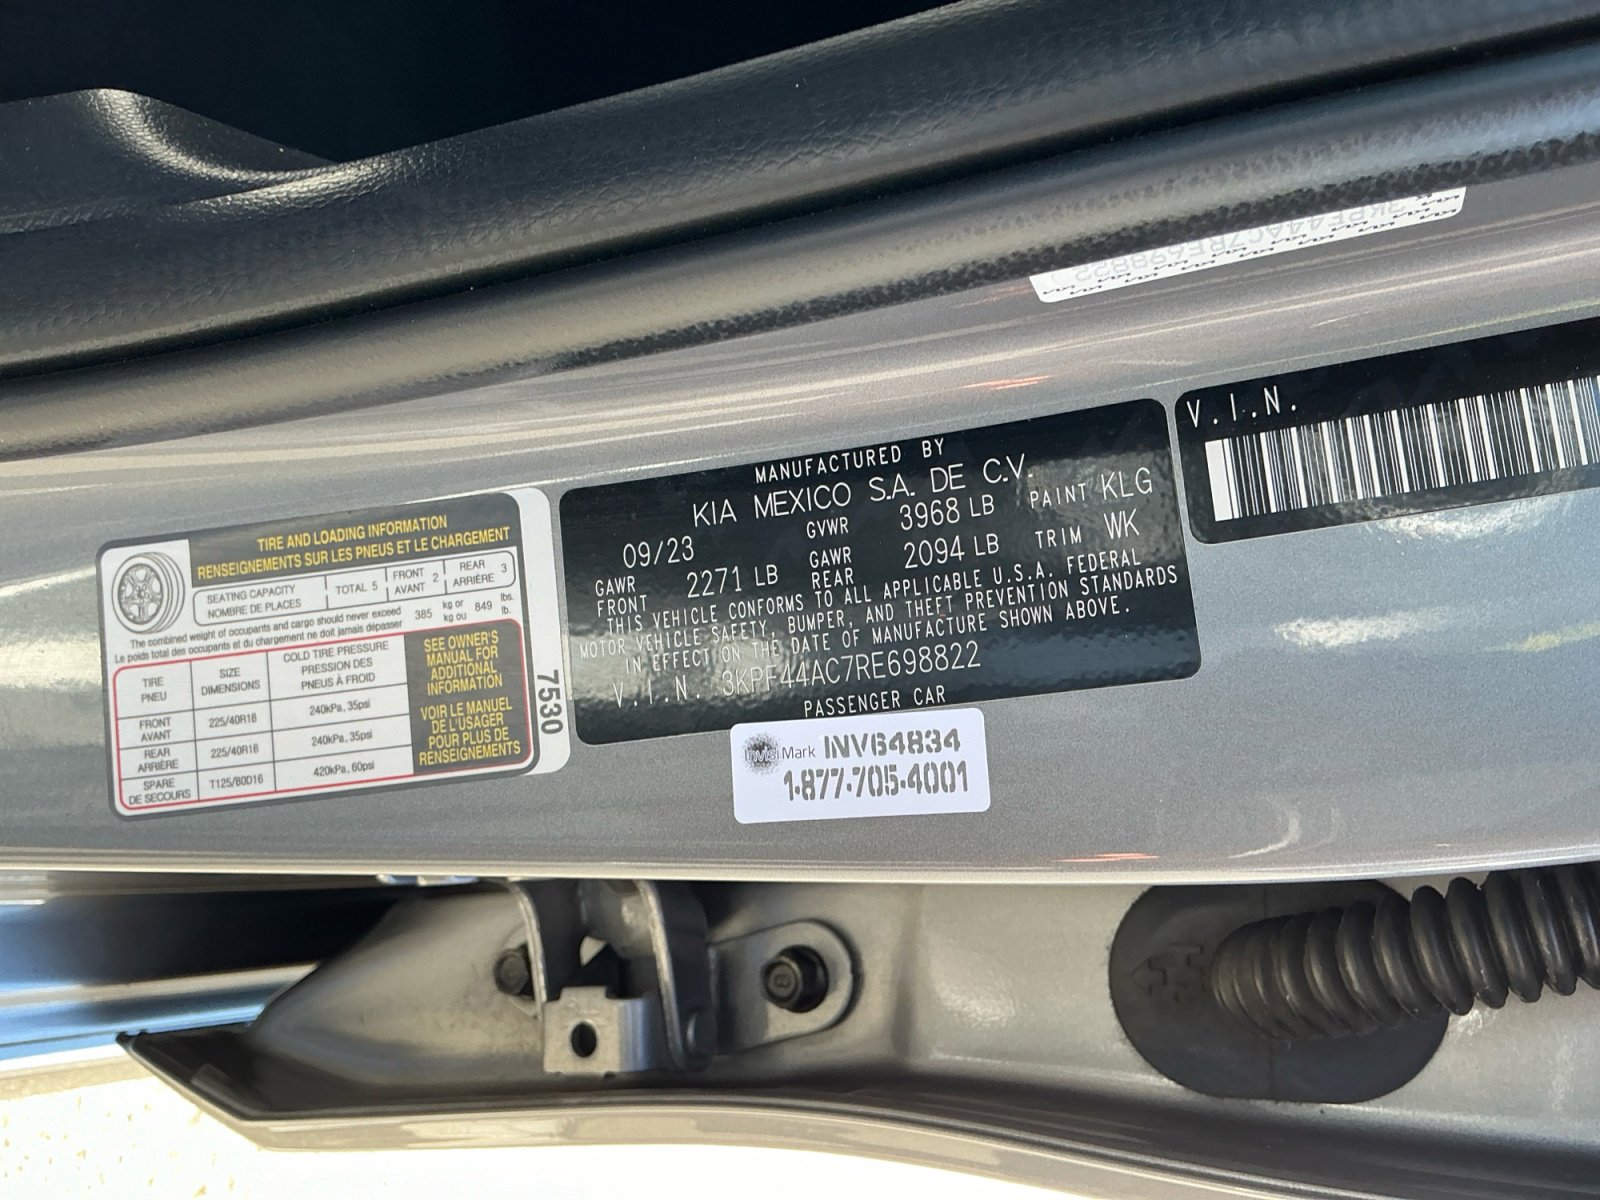 TIRE AND LOADING INFORMATION
RENSEIGNEMENTS SUR LES PNEUS ET LE CHARGEMENT
SEATING CAPACITY
NOMBRE DE PLACES
TOTAL 5
FRONT
AVANT 2
REAR
ARRIÈRE 3
The combined weight of occupants and cargo should never exceed
Le poids total des occupants et du chargement ne doit jamais dépasser
385 kg or 849 lbs.
kg ou lb.
TIRE
PNEU
SIZE
DIMENSIONS
COLD TIRE PRESSURE
PRESSION DES
PNEUS À FROID
FRONT
AVANT
225/40R18
240kPa, 35psi
REAR
ARRIÈRE
225/40R18
240kPa, 35psi
SPARE
DE SECOURS
T125/80D16
420kPa, 60psi
SEE OWNER'S
MANUAL FOR
ADDITIONAL
INFORMATION
VOIR LE MANUEL
DE L'USAGER
POUR PLUS DE
RENSEIGNEMENTS
7530
MANUFACTURED BY
KIA MEXICO S.A. DE C.V.
09/23 GVWR 3968 LB PAINT KLG
GAWR FRONT 2271 LB GAWR REAR 2094 LB TRIM WK
THIS VEHICLE CONFORMS TO ALL APPLICABLE U.S.A. FEDERAL
MOTOR VEHICLE SAFETY, BUMPER, AND THEFT PREVENTION STANDARDS
IN EFFECT ON THE DATE OF MANUFACTURE SHOWN ABOVE.
V.I.N. 3KPF44AC7RE698822
PASSENGER CAR
InVisiMark INV64834
1-877-705-4001
V.I.N.
3KPF44AC7RE698822